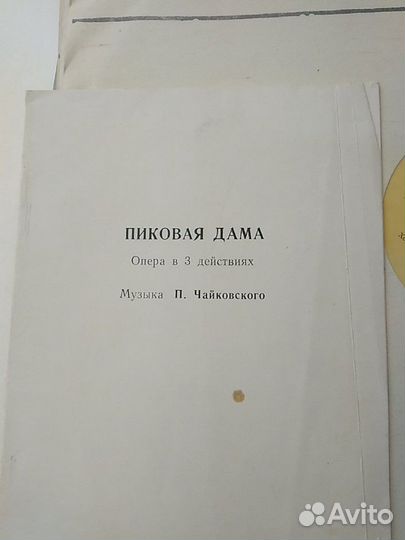 ПИКОВАЯ ДАМА
Опера в 3 действиях
Музыка П. Чайковского
Avito